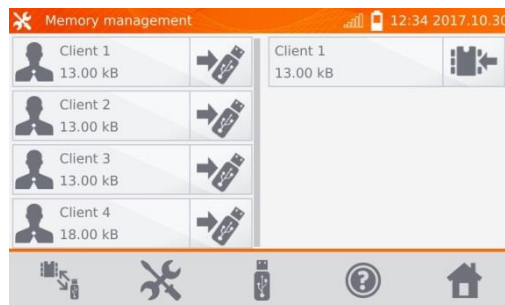 Memory management
12:34 2017.10.30
Client 1
13.00 kB
Client 2
13.00 kB
Client 3
13.00 kB
Client 4
18.00 kB
Client 1
13.00 kB
?